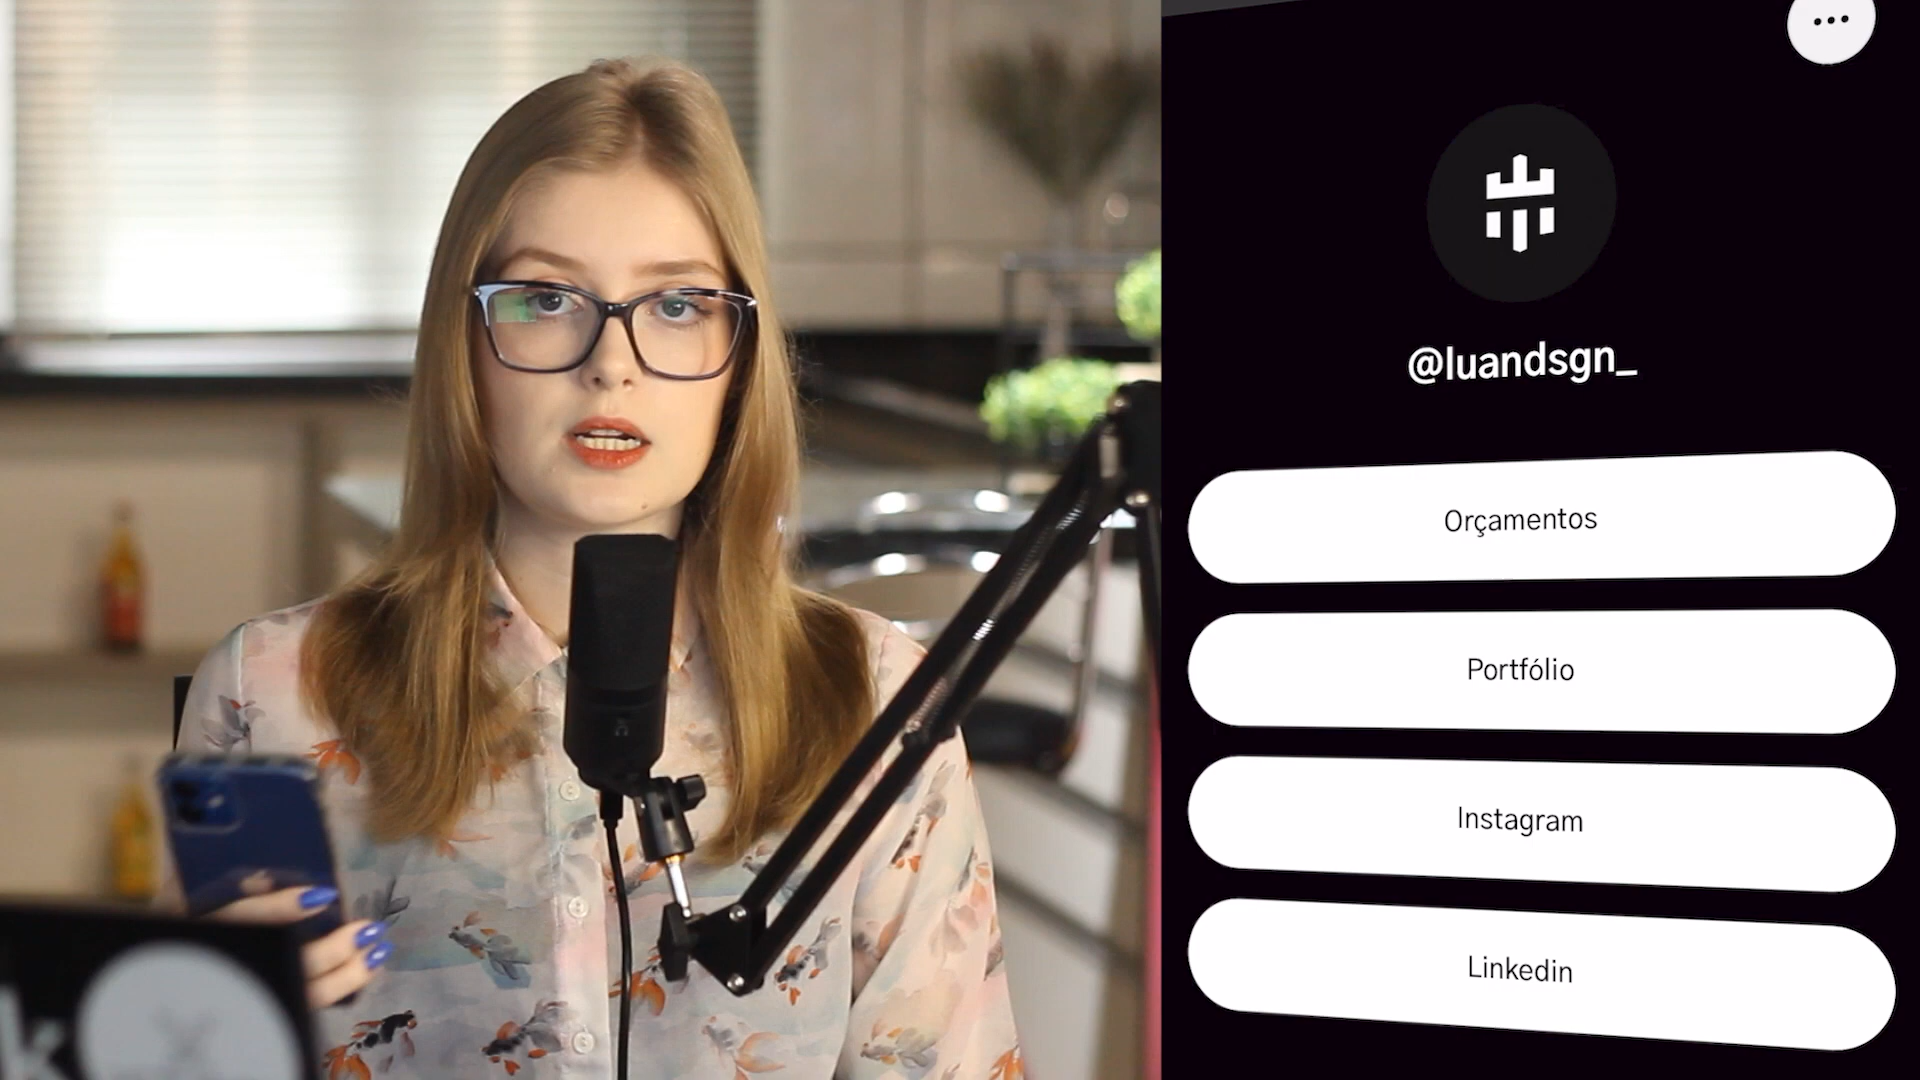 @luandsgn_
Orçamentos
Portfólio
Instagram
Linkedin